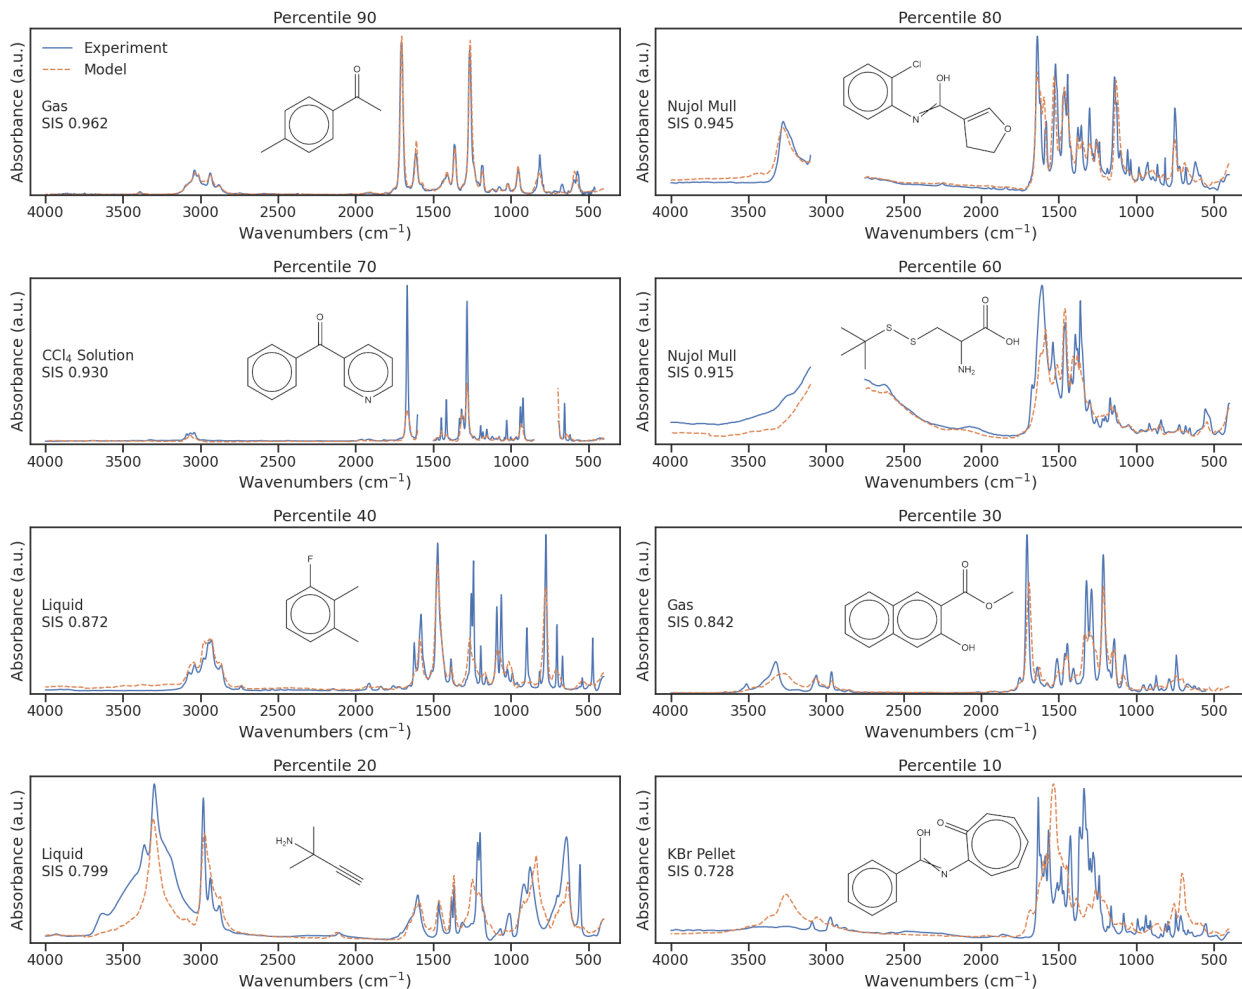 Percentile 90
Absorbance (a.u.)
Experiment
Model
Gas
SIS 0.962
O
4000 3500 3000 2500 2000 1500 1000 500
Wavenumbers (cm⁻¹)
Percentile 80
Absorbance (a.u.)
Nujol Mull
SIS 0.945
Cl
OH
N
O
4000 3500 3000 2500 2000 1500 1000 500
Wavenumbers (cm⁻¹)
Percentile 70
Absorbance (a.u.)
CCl₄ Solution
SIS 0.930
O
N
4000 3500 3000 2500 2000 1500 1000 500
Wavenumbers (cm⁻¹)
Percentile 60
Absorbance (a.u.)
Nujol Mull
SIS 0.915
O
S
S
OH
NH₂
4000 3500 3000 2500 2000 1500 1000 500
Wavenumbers (cm⁻¹)
Percentile 40
Absorbance (a.u.)
Liquid
SIS 0.872
F
4000 3500 3000 2500 2000 1500 1000 500
Wavenumbers (cm⁻¹)
Percentile 30
Absorbance (a.u.)
Gas
SIS 0.842
O
O
OH
4000 3500 3000 2500 2000 1500 1000 500
Wavenumbers (cm⁻¹)
Percentile 20
Absorbance (a.u.)
Liquid
SIS 0.799
H₂N
4000 3500 3000 2500 2000 1500 1000 500
Wavenumbers (cm⁻¹)
Percentile 10
Absorbance (a.u.)
KBr Pellet
SIS 0.728
O
OH
N
4000 3500 3000 2500 2000 1500 1000 500
Wavenumbers (cm⁻¹)